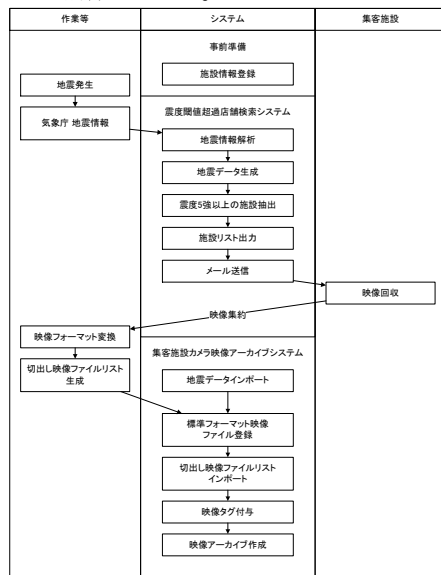 作業等
システム
集客施設
事前準備
施設情報登録
地震発生
気象庁 地震情報
震度閾値超過店舗検索システム
地震情報解析
地震データ生成
震度5強以上の施設抽出
施設リスト出力
メール送信
映像回収
映像集約
映像フォーマット変換
切出し映像ファイルリスト
生成
集客施設カメラ映像アーカイブシステム
地震データインポート
標準フォーマット映像
ファイル登録
切出し映像ファイルリスト
インポート
映像タグ付与
映像アーカイブ作成